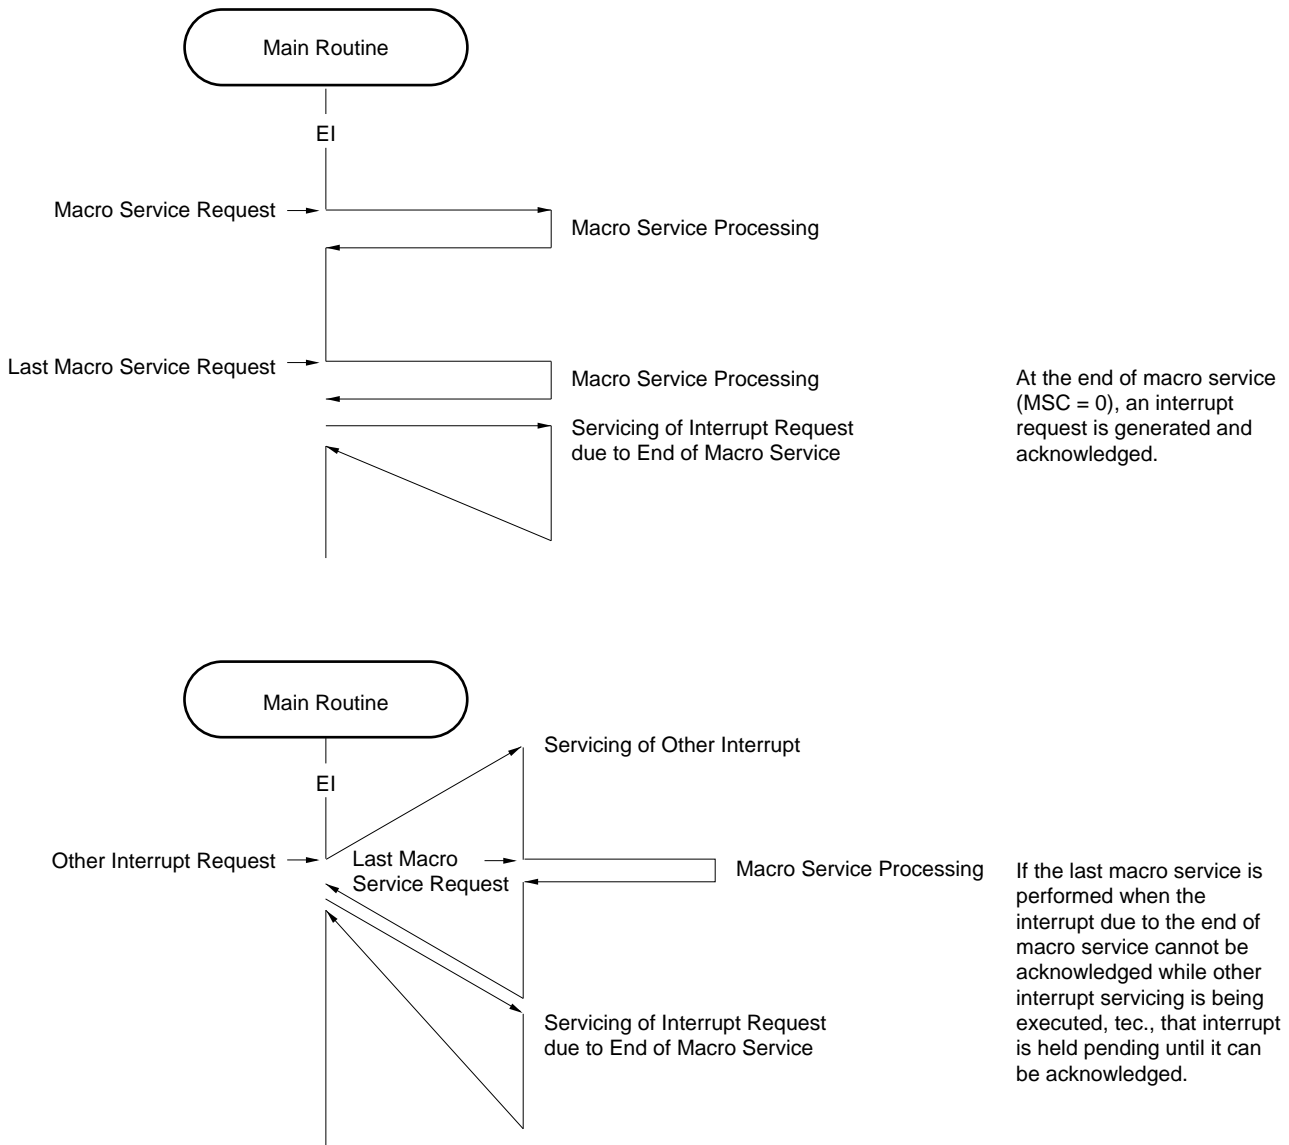 Main Routine
EI
Macro Service Request
Macro Service Processing
Last Macro Service Request
Macro Service Processing
Servicing of Interrupt Request
due to End of Macro Service
At the end of macro service
(MSC = 0), an interrupt
request is generated and
acknowledged.
Main Routine
EI
Servicing of Other Interrupt
Other Interrupt Request
Last Macro
Service Request
Macro Service Processing
Servicing of Interrupt Request
due to End of Macro Service
If the last macro service is
performed when the
interrupt due to the end of
macro service cannot be
acknowledged while other
interrupt servicing is being
executed, tec., that interrupt
is held pending until it can
be acknowledged.